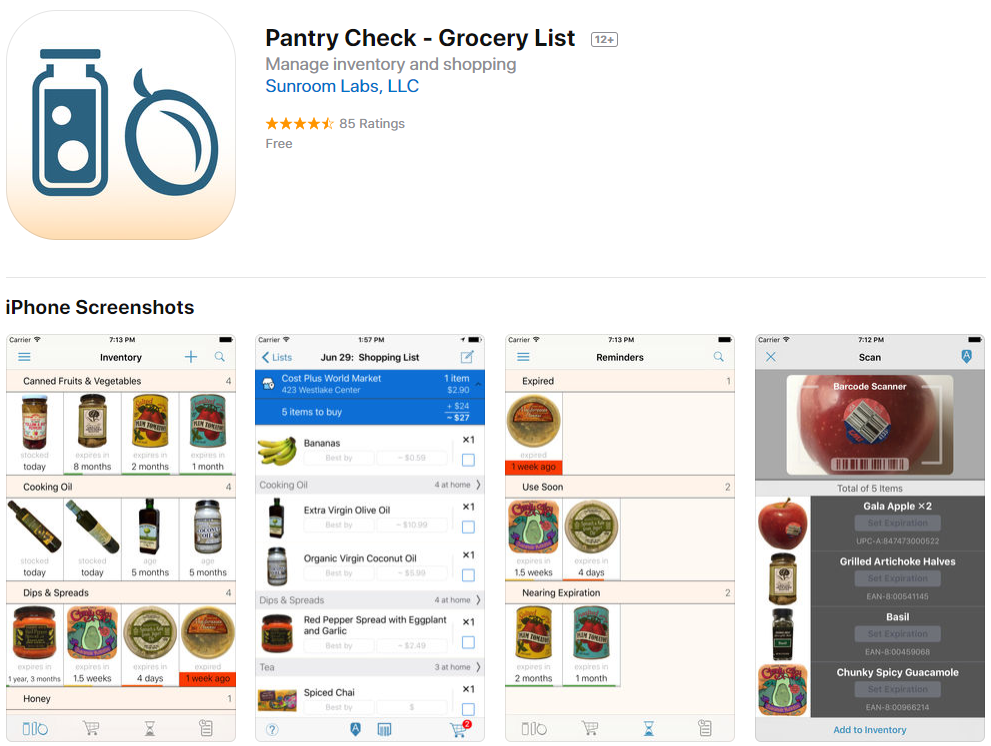 Pantry Check - Grocery List 12+
Manage inventory and shopping
Sunroom Labs, LLC
85 Ratings
Free
iPhone Screenshots
Carrier 7:13 PM
Inventory
Canned Fruits & Vegetables 4
stocked today
expires in 8 months
expires in 2 months
expires in 1 month
Cooking Oil 4
stocked today
stocked today
age 5 months
age 5 months
Dips & Spreads 4
expires in 1 year, 3 months
expires in 1.5 weeks
expires in 4 days
expired 1 week ago
Honey 1
Carrier 1:57 PM
Lists Jun 29: Shopping List
Cost Plus World Market 1 item
423 Westlake Center $2.90
5 items to buy + $24
~ $27
Bananas ×1
Best by ~ $0.59
Cooking Oil 4 at home
Extra Virgin Olive Oil ×1
Best by ~ $10.99
Organic Virgin Coconut Oil ×1
Best by ~ $5.99
Dips & Spreads 4 at home
Red Pepper Spread with Eggplant ×1
and Garlic
Best by ~ $2.49
Tea 3 at home
Spiced Chai ×1
Best by $
? A 2
Carrier 7:13 PM
Reminders
Expired 1
expired
1 week ago
Use Soon 2
expires in 1.5 weeks
expires in 4 days
Nearing Expiration 2
PLUM TOMATOES
PLUM TOMATOES
2 months
1 month
Carrier 7:12 PM
Scan A
Barcode Scanner
Total of 5 Items
Gala Apple ×2
Set Expiration
UPC-A:847473000522
Grilled Artichoke Halves
Set Expiration
EAN-8:00541145
Basil
Set Expiration
EAN-8:00459068
Chunky Spicy Guacamole
Set Expiration
EAN-8:00966214
Add to Inventory